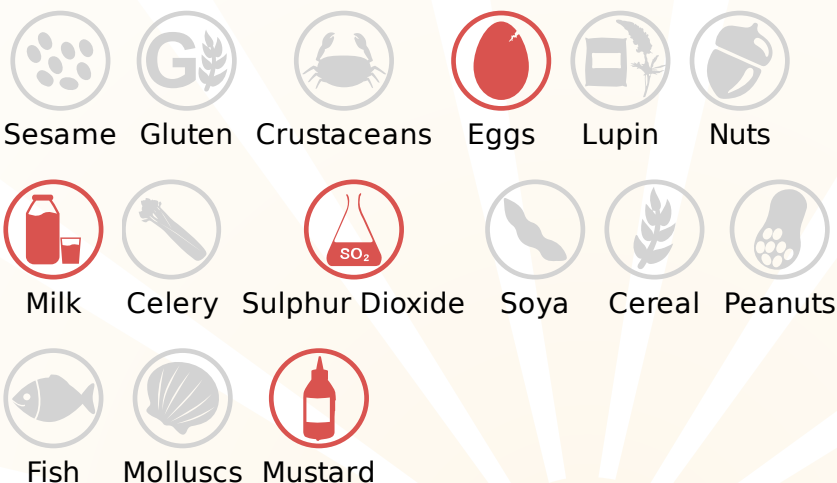 G
Sesame Gluten Crustaceans Eggs Lupin Nuts
SO₂
Milk Celery Sulphur Dioxide Soya Cereal Peanuts
Fish Molluscs Mustard